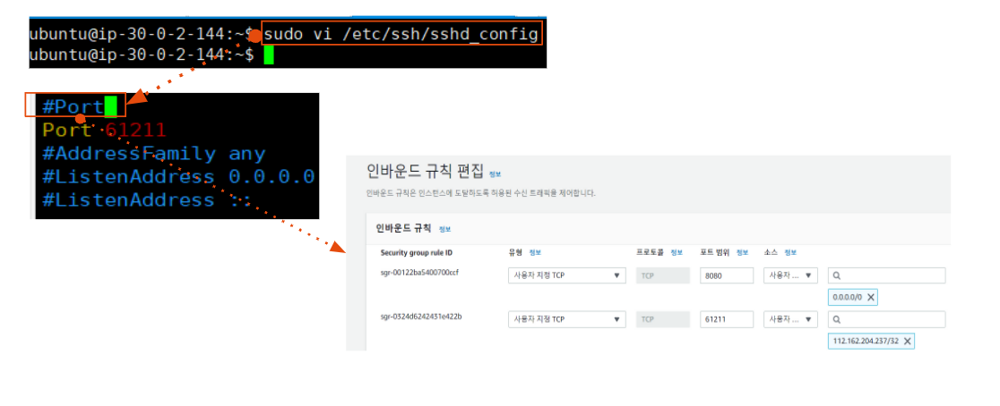 ubuntu@ip-30-0-2-144:~$ sudo vi /etc/ssh/sshd_config
ubuntu@ip-30-0-2-144:~$
#Port
Port 61211
#AddressFamily any
#ListenAddress 0.0.0.0
#ListenAddress ::
인바운드 규칙 편집 정보
인바운드 규칙은 인스턴스에 도달하도록 허용된 수신 트래픽을 제어합니다.
인바운드 규칙 정보
Security group rule ID 유형 정보 프로토콜 정보 포트 범위 정보 소스 정보
sgr-00122ba5400700ccf 사용자 지정 TCP ▼ TCP 8080 사용자 ... ▼
0.0.0.0/0 X
sgr-0324d6242431e422b 사용자 지정 TCP ▼ TCP 61211 사용자 ... ▼
112.162.204.237/32 X